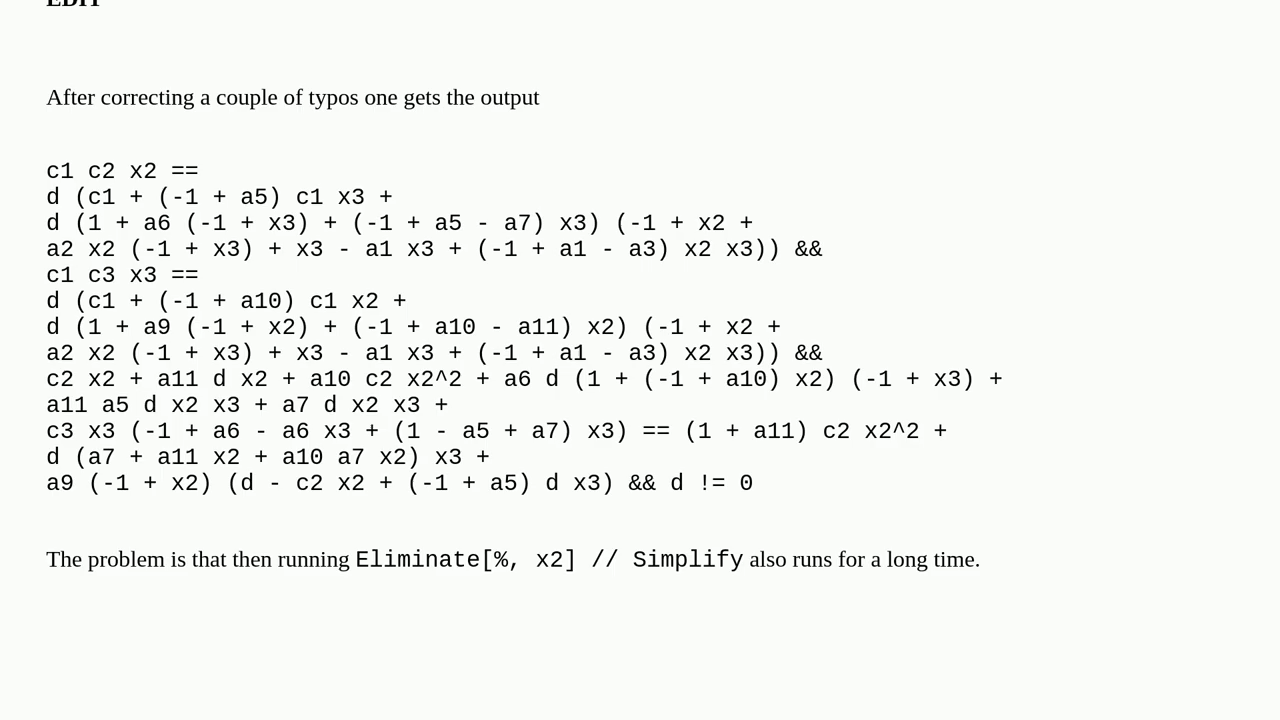 EDIT
After correcting a couple of typos one gets the output
c1 c2 x2 ==
d (c1 + (-1 + a5) c1 x3 +
d (1 + a6 (-1 + x3) + (-1 + a5 - a7) x3) (-1 + x2 +
a2 x2 (-1 + x3) + x3 - a1 x3 + (-1 + a1 - a3) x2 x3)) &&
c1 c3 x3 ==
d (c1 + (-1 + a10) c1 x2 +
d (1 + a9 (-1 + x2) + (-1 + a10 - a11) x2) (-1 + x2 +
a2 x2 (-1 + x3) + x3 - a1 x3 + (-1 + a1 - a3) x2 x3)) &&
c2 x2 + a11 d x2 + a10 c2 x2^2 + a6 d (1 + (-1 + a10) x2) (-1 + x3) +
a11 a5 d x2 x3 + a7 d x2 x3 +
c3 x3 (-1 + a6 - a6 x3 + (1 - a5 + a7) x3) == (1 + a11) c2 x2^2 +
d (a7 + a11 x2 + a10 a7 x2) x3 +
a9 (-1 + x2) (d - c2 x2 + (-1 + a5) d x3) && d != 0
The problem is that then running Eliminate[%, x2] // Simplify also runs for a long time.